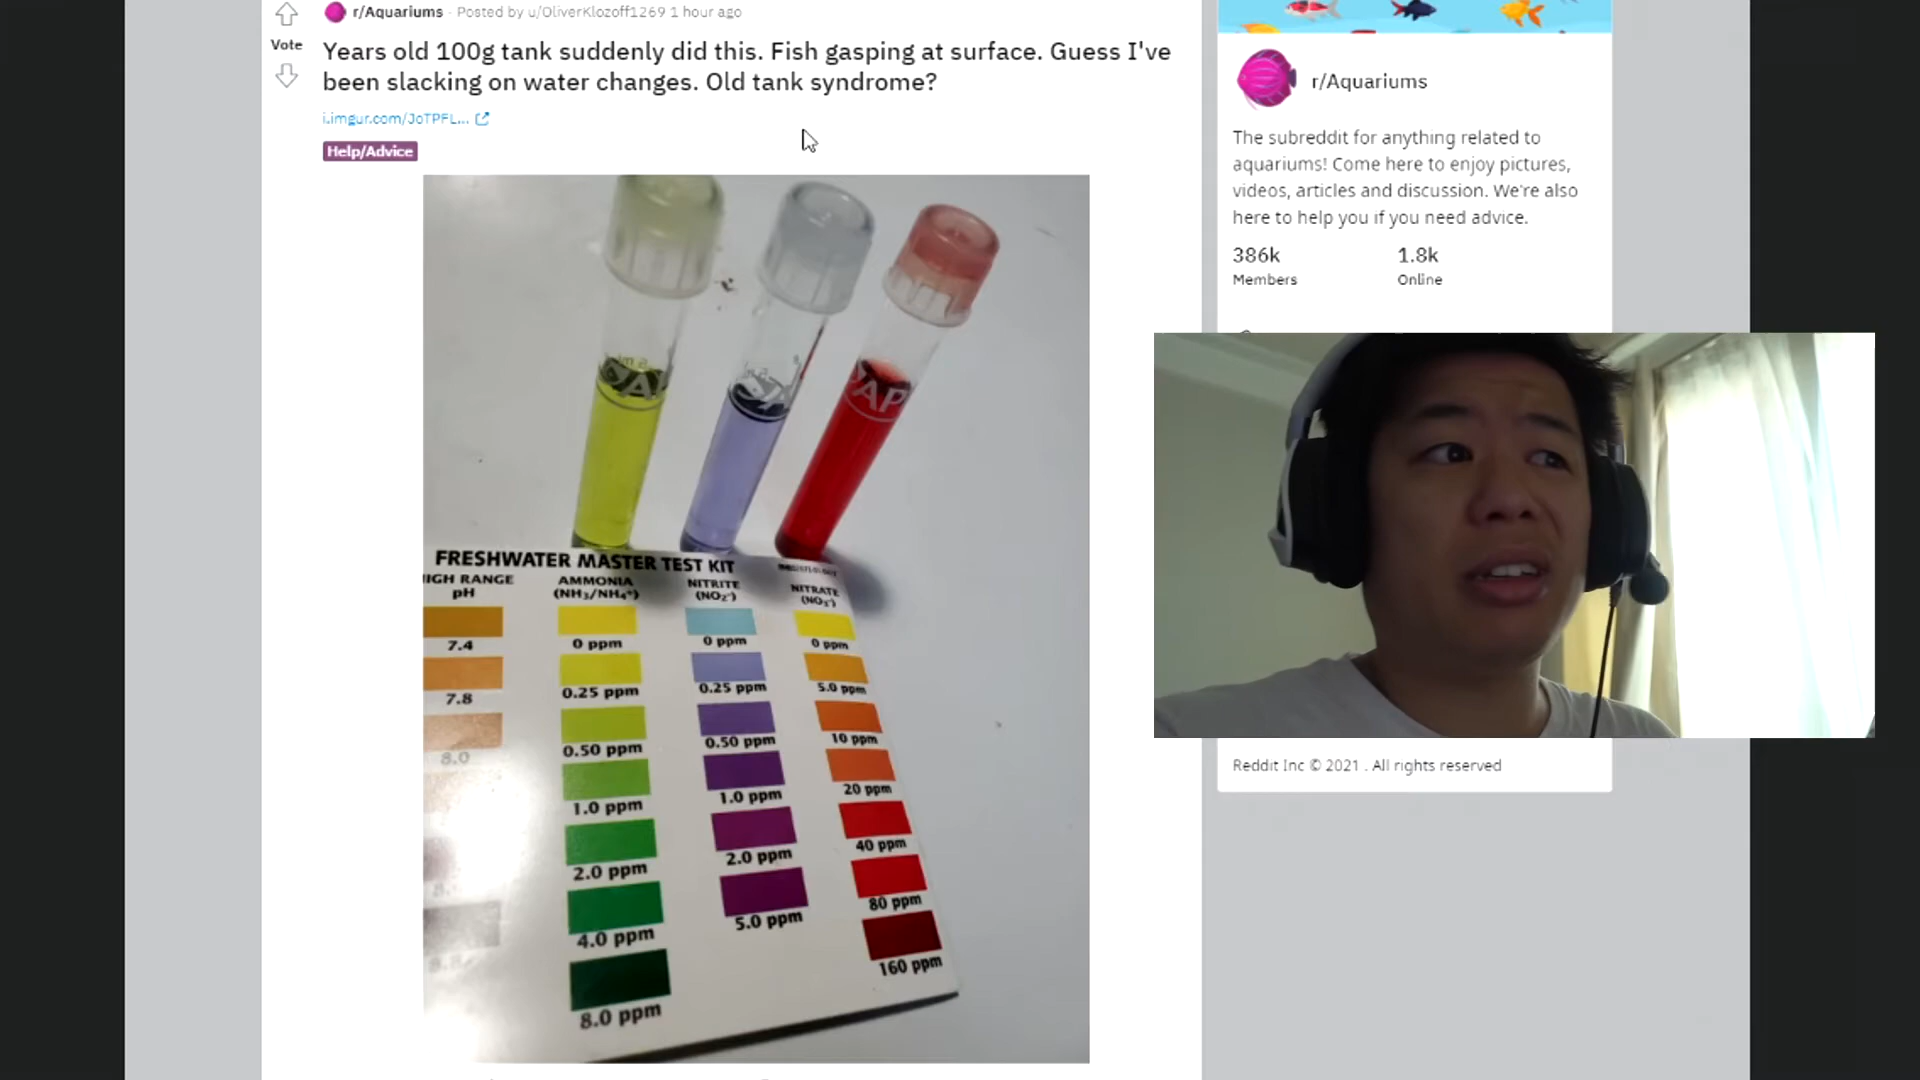 r/Aquariums · Posted by u/OliverKlozoff1269 1 hour ago
Vote
Years old 100g tank suddenly did this. Fish gasping at surface. Guess I've
been slacking on water changes. Old tank syndrome?
i.imgur.com/JoTPFL...
Help/Advice
FRESHWATER MASTER TEST KIT
HIGH RANGE
pH
7.4
7.8
8.0
AMMONIA
(NH₃/NH₄⁺)
0 ppm
0.25 ppm
0.50 ppm
1.0 ppm
2.0 ppm
4.0 ppm
8.0 ppm
NITRITE
(NO₂⁻)
0 ppm
0.25 ppm
0.50 ppm
1.0 ppm
2.0 ppm
5.0 ppm
NITRATE
(NO₃⁻)
0 ppm
5.0 ppm
10 ppm
20 ppm
40 ppm
80 ppm
160 ppm
r/Aquariums
The subreddit for anything related to
aquariums! Come here to enjoy pictures,
videos, articles and discussion. We're also
here to help you if you need advice.
386k 1.8k
Members Online
Reddit Inc © 2021 . All rights reserved